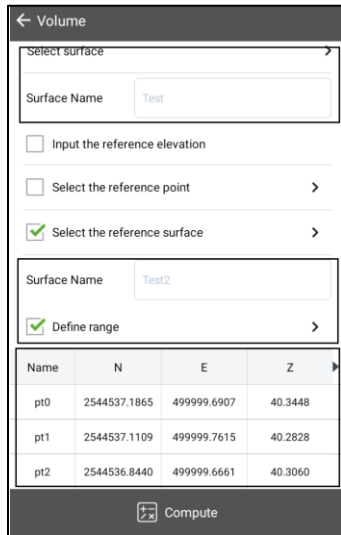 ← Volume
Select surface >
Surface Name Test
Input the reference elevation
Select the reference point >
Select the reference surface >
Surface Name Test2
Define range >
Name N E Z
pt0 2544537.1865 499999.6907 40.3448
pt1 2544537.1109 499999.7615 40.2828
pt2 2544536.8440 499999.6661 40.3060
Compute